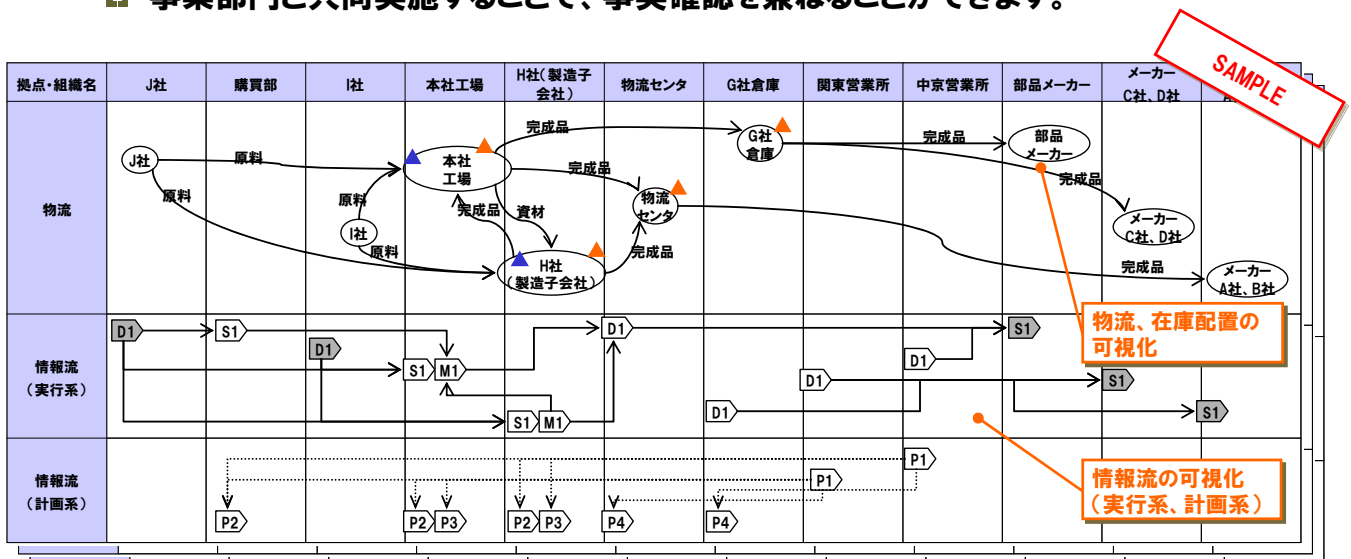 事業部門と共同実施することで、事実確認を兼ねることができます。
SAMPLE
拠点・組織名
J社
購買部
I社
本社工場
H社(製造子
会社)
物流センタ
G社倉庫
関東営業所
中京営業所
部品メーカー
メーカー
C社、D社
物流
J社
原料
原料
原料
I社
原料
本社
工場
完成品
完成品
完成品
資材
H社
(製造子会社)
完成品
物流
センタ
G社
倉庫
完成品
部品
メーカー
完成品
メーカー
C社、D社
完成品
メーカー
A社、B社
物流、在庫配置の
可視化
情報流
(実行系)
D1
S1
D1
S1
M1
S1
M1
D1
D1
D1
D1
S1
S1
S1
情報流
(計画系)
P1
P1
P2
P2
P3
P2
P3
P4
P4
情報流の可視化
(実行系、計画系)